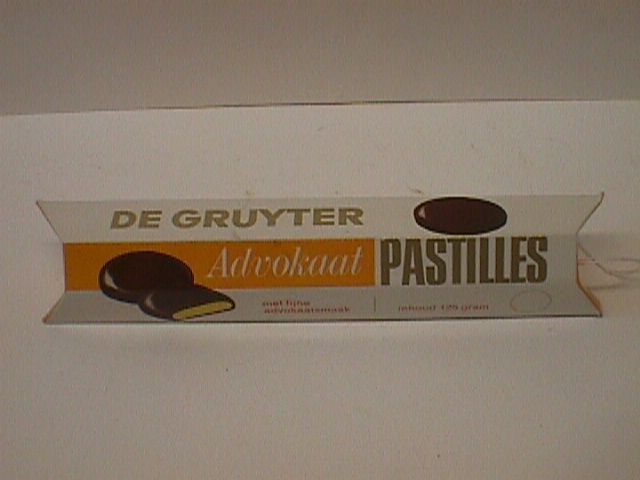 DE GRUYTER
Advokaat PASTILLES
met fijne
advokaatsmaak
inhoud 125 gram